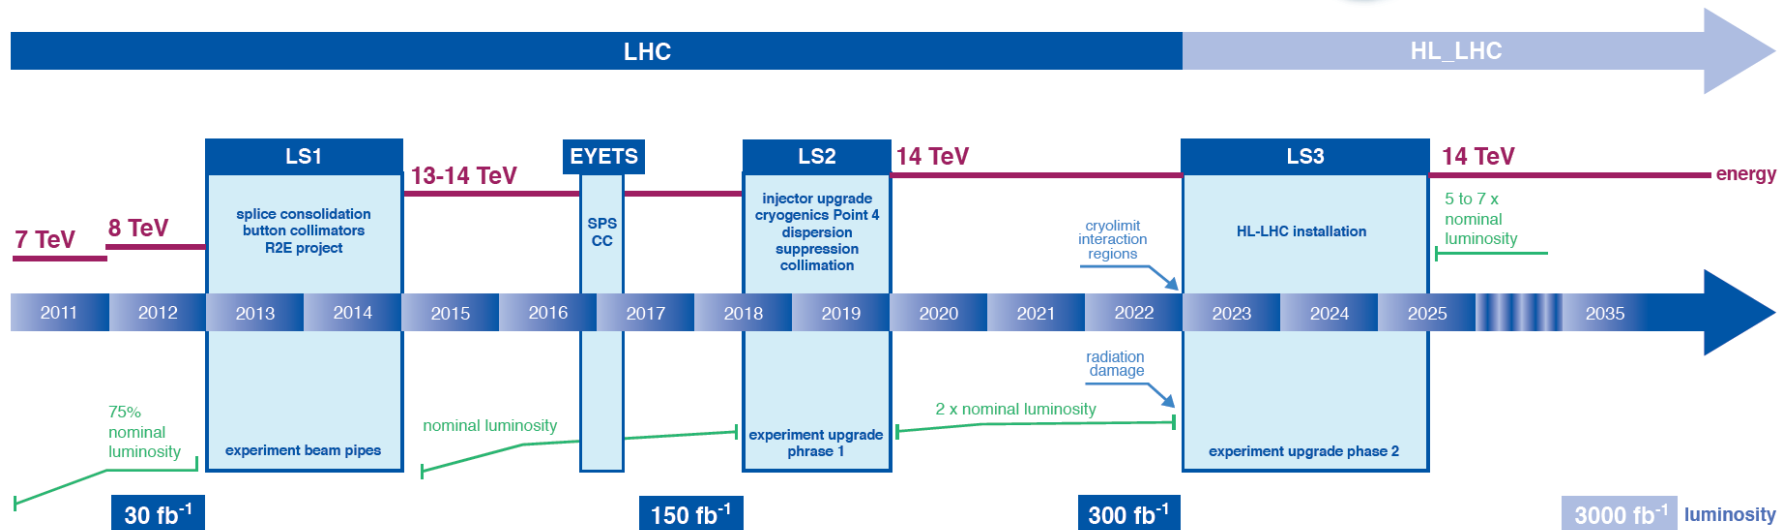 LHC
HL_LHC
LS1
EYETS
LS2
LS3
7 TeV
8 TeV
13-14 TeV
14 TeV
14 TeV
energy
splice consolidation
button collimators
R2E project
SPS
CC
injector upgrade
cryogenics Point 4
dispersion
suppression
collimation
cryolimit
interaction
regions
HL-LHC installation
5 to 7 x
nominal
luminosity
2011
2012
2013
2014
2015
2016
2017
2018
2019
2020
2021
2022
2023
2024
2025
2035
75%
nominal
luminosity
experiment beam pipes
nominal luminosity
experiment upgrade
phrase 1
2 x nominal luminosity
radiation
damage
experiment upgrade phase 2
30 fb⁻¹
150 fb⁻¹
300 fb⁻¹
3000 fb⁻¹
luminosity